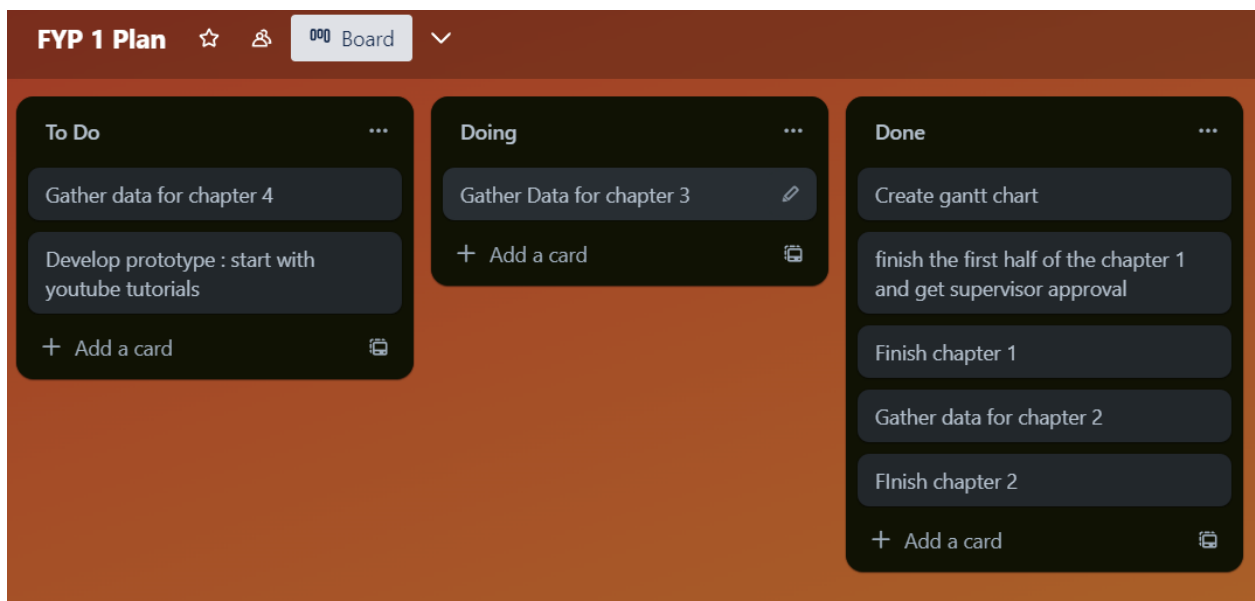 FYP 1 Plan Board
To Do
Gather data for chapter 4
Develop prototype : start with
youtube tutorials
+ Add a card
Doing
Gather Data for chapter 3
+ Add a card
Done
Create gantt chart
finish the first half of the chapter 1
and get supervisor approval
Finish chapter 1
Gather data for chapter 2
FInish chapter 2
+ Add a card